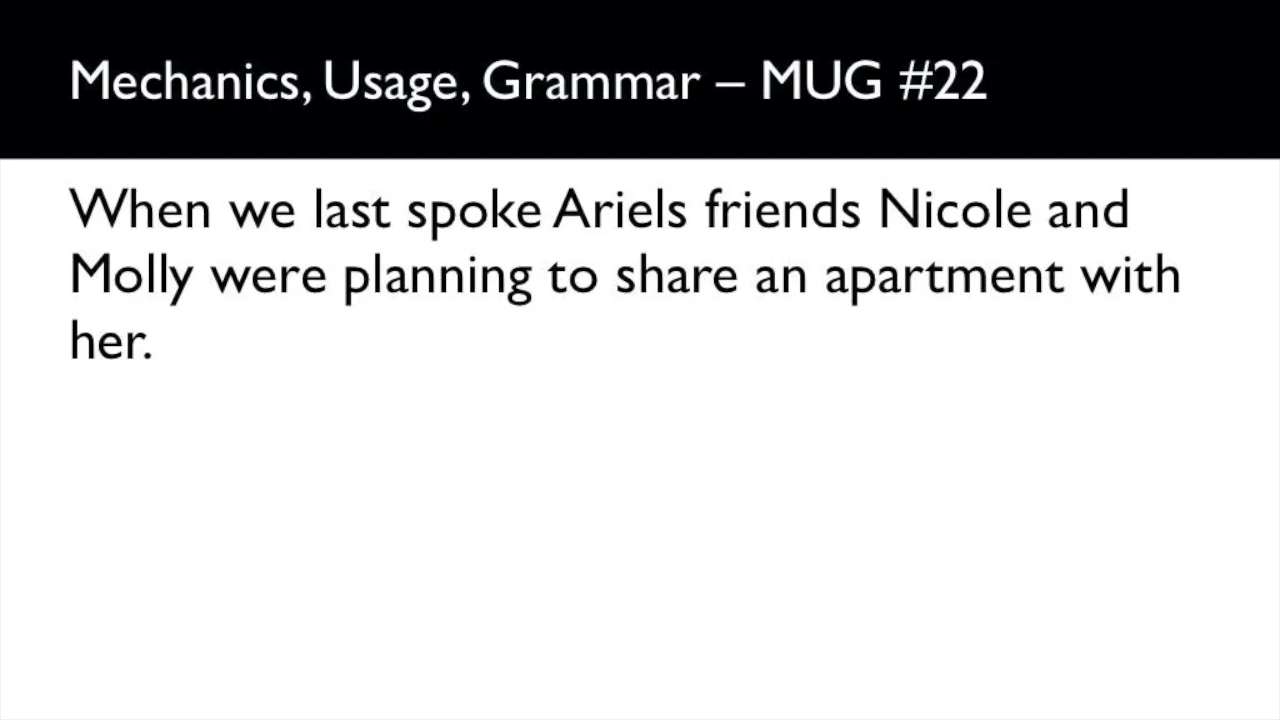 Mechanics, Usage, Grammar – MUG #22
When we last spoke Ariels friends Nicole and
Molly were planning to share an apartment with
her.